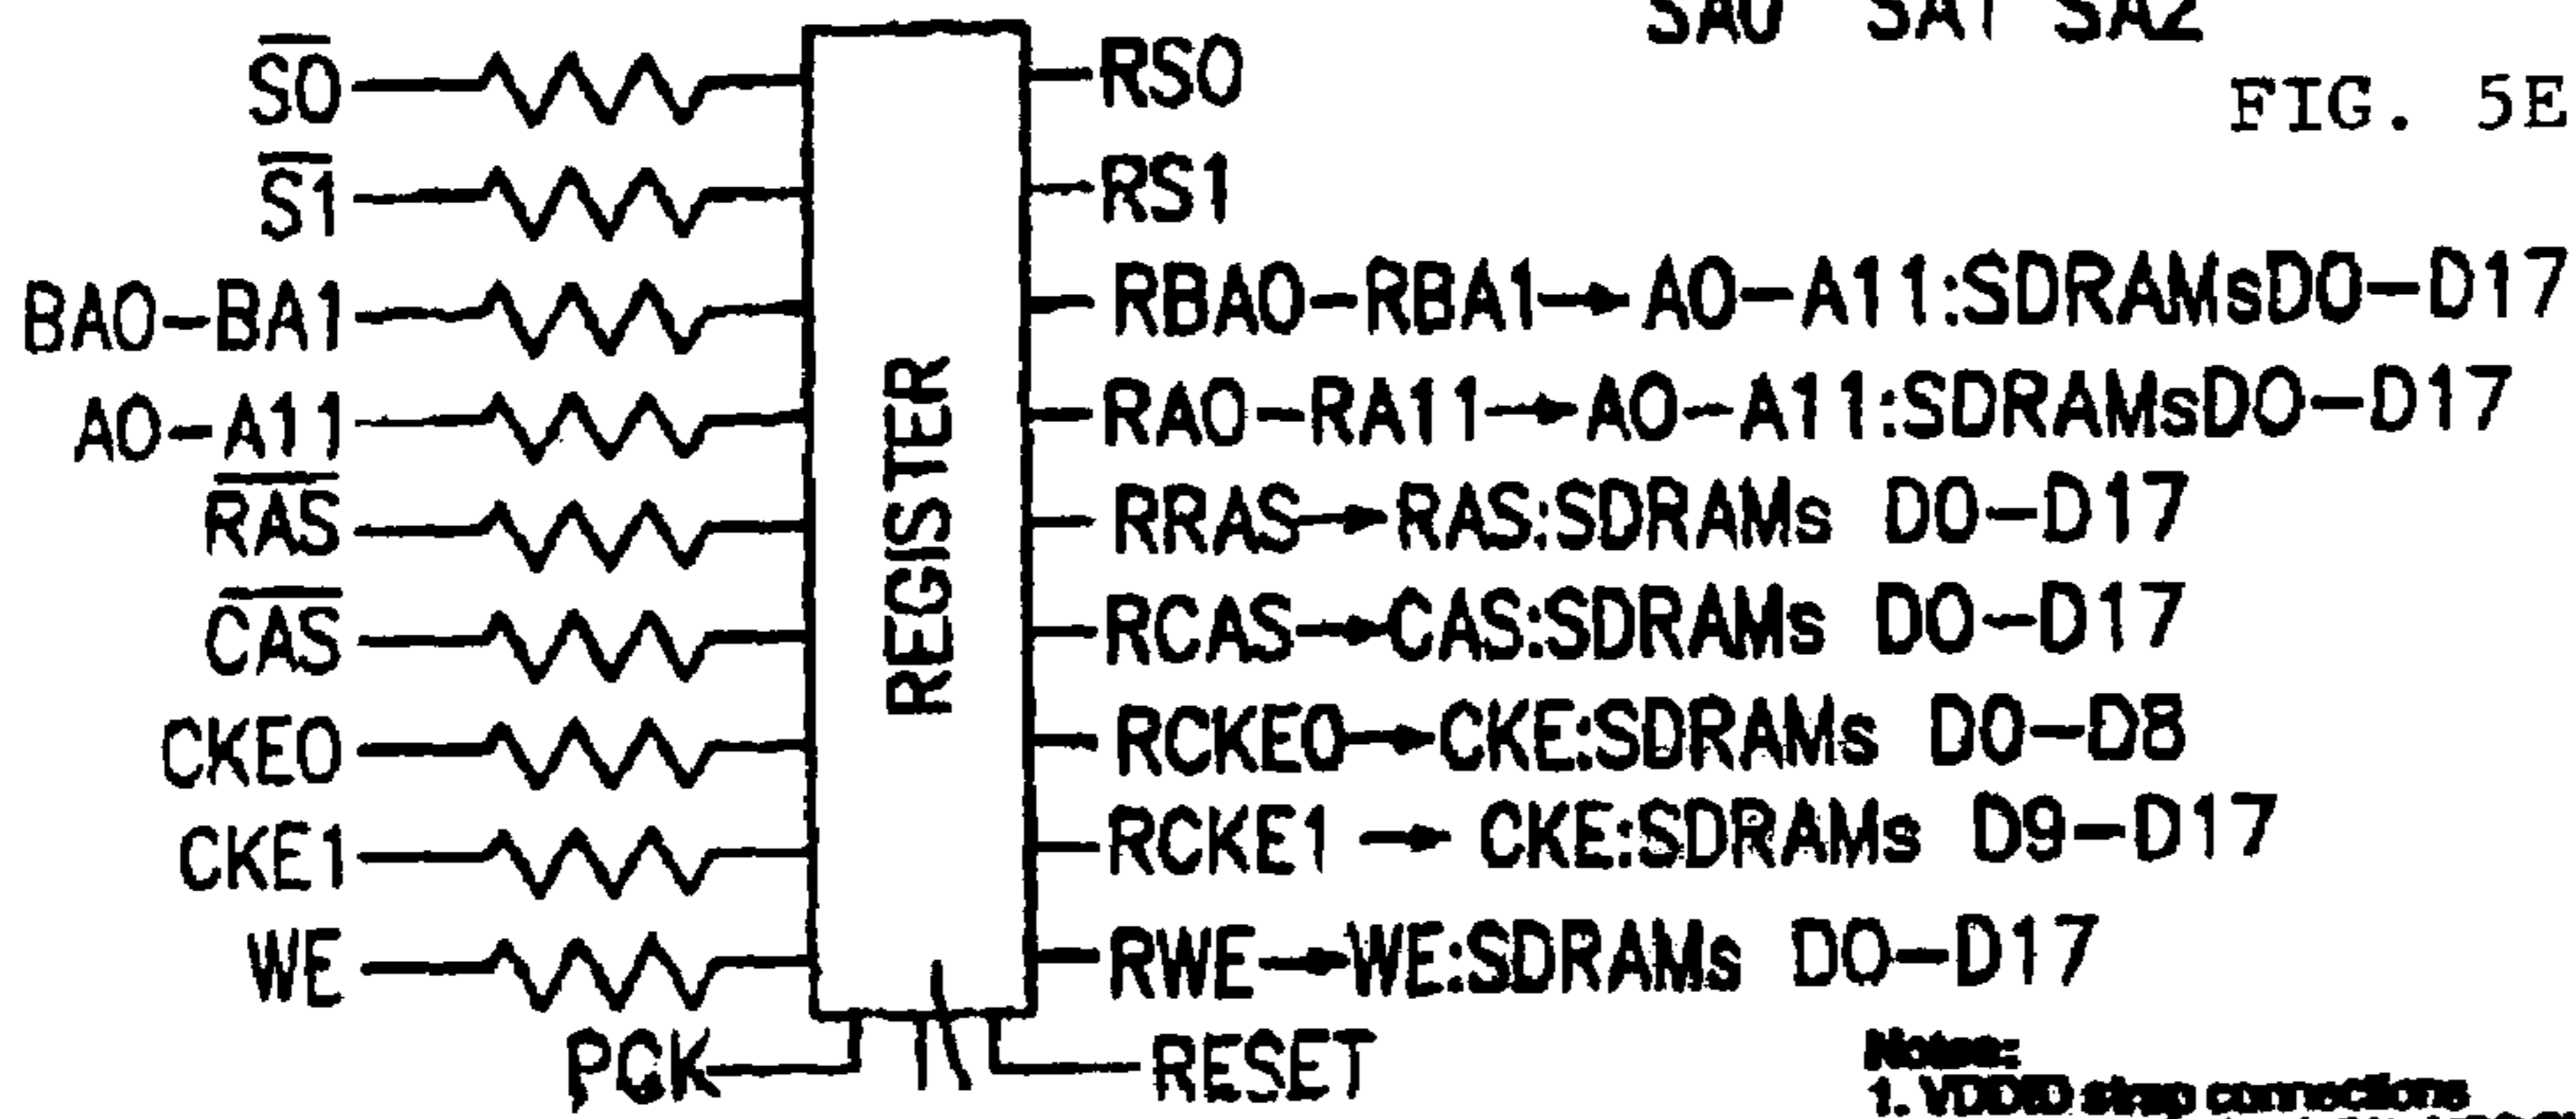 SA0 SA1 SA2
FIG. 5E
S0 RS0
S1 RS1
BA0-BA1 RBA0-RBA1→A0-A11:SDRAMsD0-D17
A0-A11 RA0-RA11→A0-A11:SDRAMsD0-D17
RAS RRAS→RAS:SDRAMs D0-D17
CAS RCAS→CAS:SDRAMs D0-D17
CKE0 RCKE0→CKE:SDRAMs D0-D8
CKE1 RCKE1→CKE:SDRAMs D9-D17
WE RWE→WE:SDRAMs D0-D17
REGISTER
PCK RESET
Notes:
1. VDDID strap connections